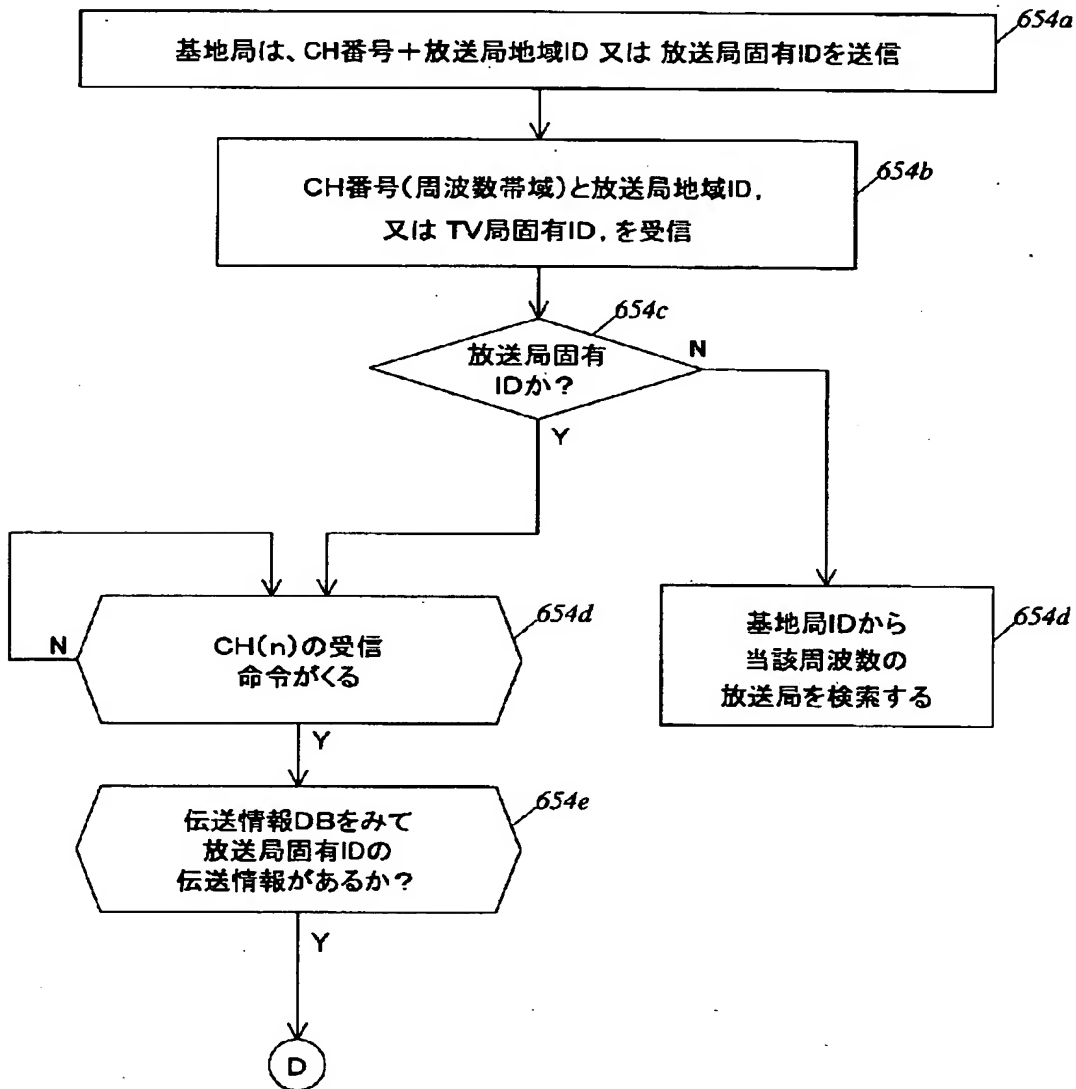 654a
基地局は、CH番号＋放送局地域ID 又は 放送局固有IDを送信
654b
CH番号(周波数帯域)と放送局地域ID,
又は TV局固有ID, を受信
654c
放送局固有
IDか?
N
Y
654d
CH(n)の受信
命令がくる
N
Y
654d
基地局IDから
当該周波数の
放送局を検索する
654e
伝送情報DBをみて
放送局固有IDの
伝送情報があるか?
Y
D